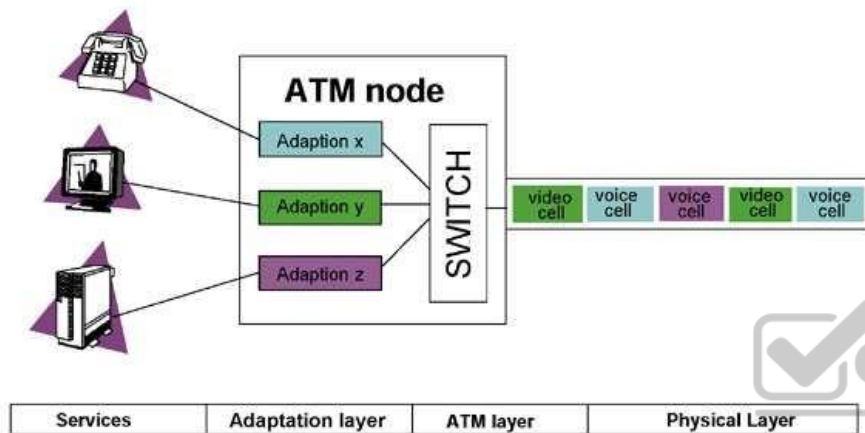 ATM node
Adaption x
Adaption y
Adaption z
SWITCH
video cell
voice cell
voice cell
video cell
voice cell
Services
Adaptation layer
ATM layer
Physical Layer